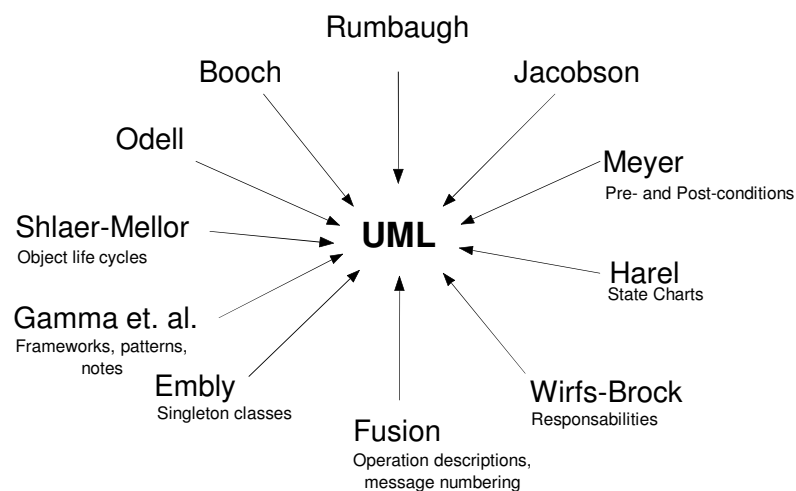 Rumbaugh
Booch
Jacobson
Odell
Meyer
Pre- and Post-conditions
Shlaer-Mellor
Object life cycles
UML
Harel
State Charts
Gamma et. al.
Frameworks, patterns,
notes
Embly
Singleton classes
Wirfs-Brock
Responsabilities
Fusion
Operation descriptions,
message numbering